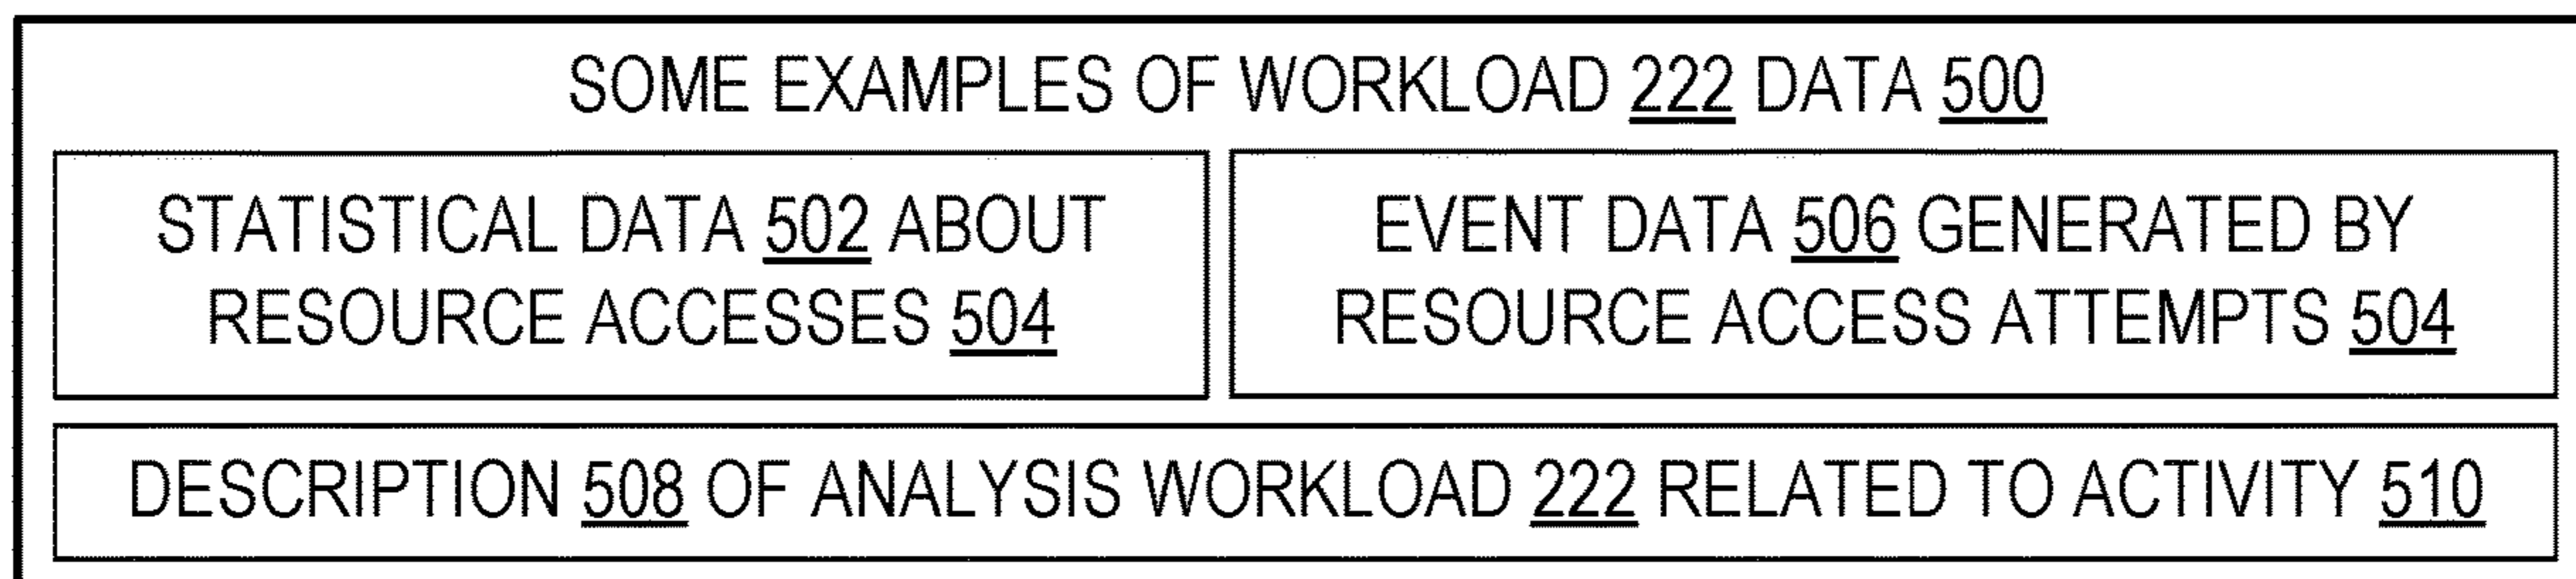 SOME EXAMPLES OF WORKLOAD 222 DATA 500
STATISTICAL DATA 502 ABOUT
RESOURCE ACCESSES 504
EVENT DATA 506 GENERATED BY
RESOURCE ACCESS ATTEMPTS 504
DESCRIPTION 508 OF ANALYSIS WORKLOAD 222 RELATED TO ACTIVITY 510